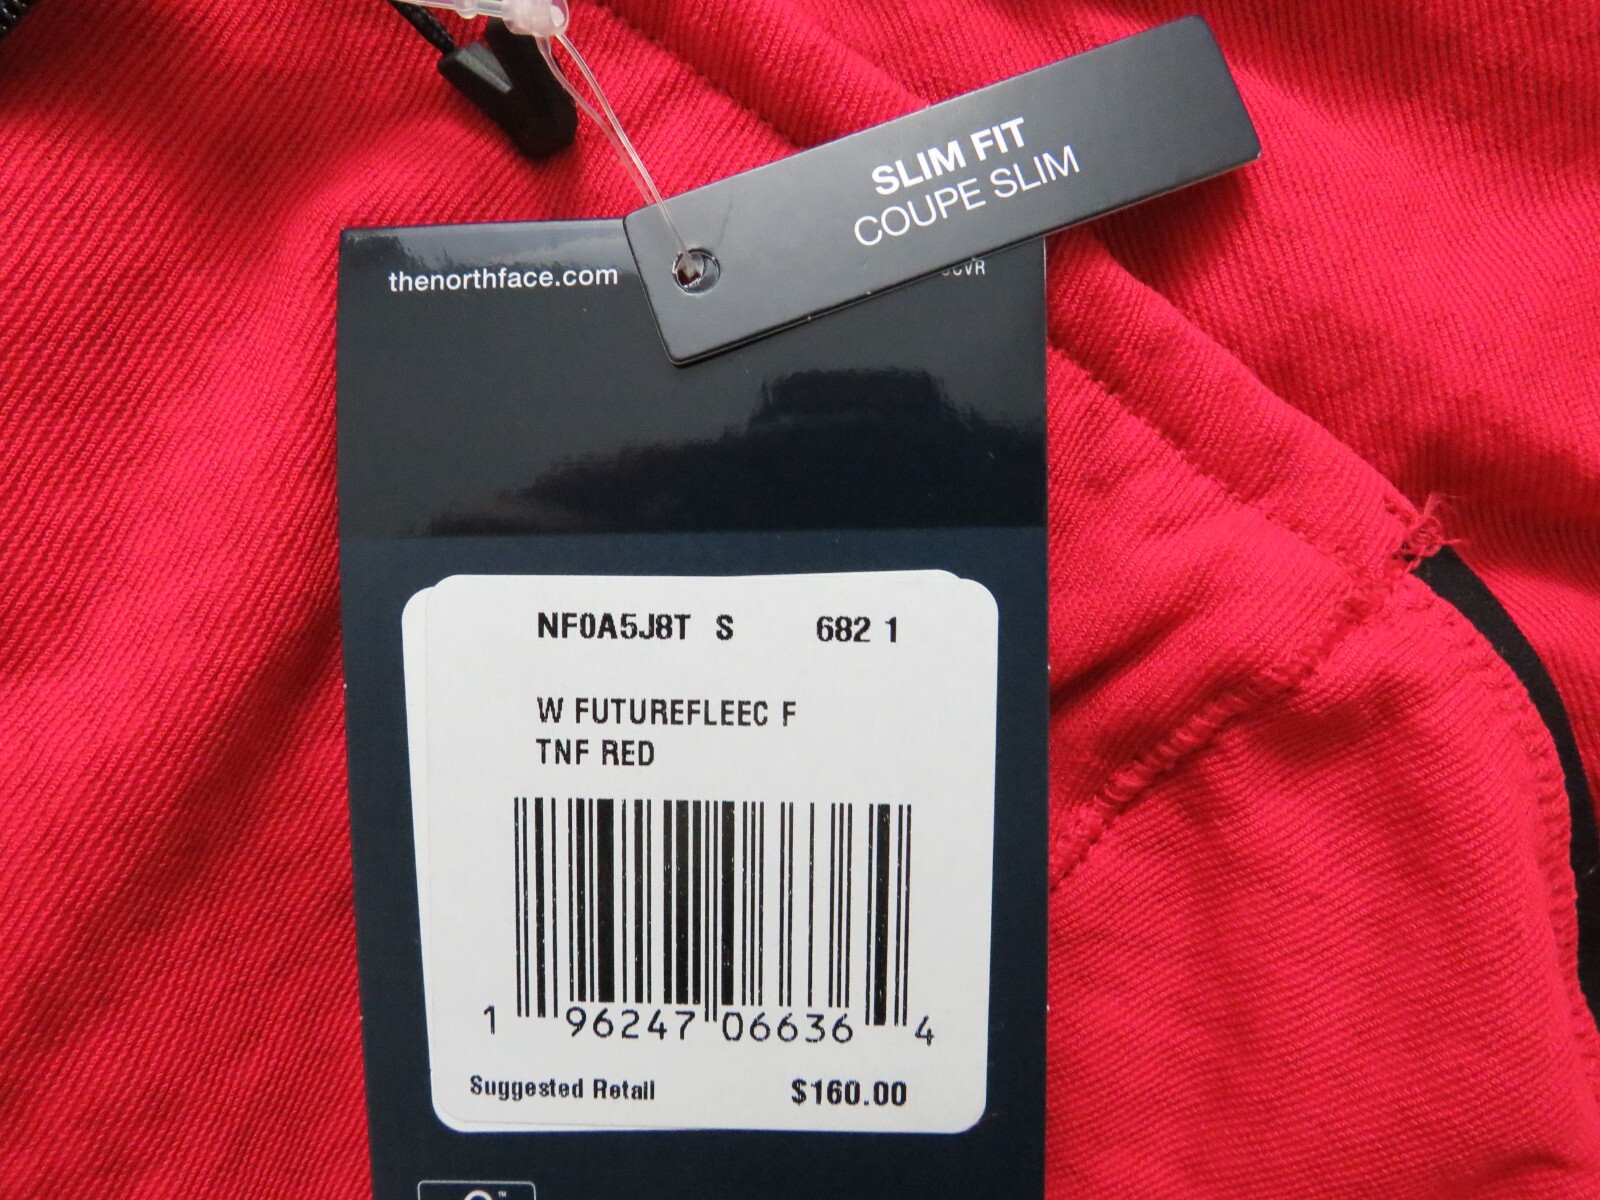 SLIM FIT
COUPE SLIM
thenorthface.com
NF0A5J8T S 682 1
W FUTUREFLEEC F
TNF RED
1 96247 06636 4
Suggested Retail $160.00